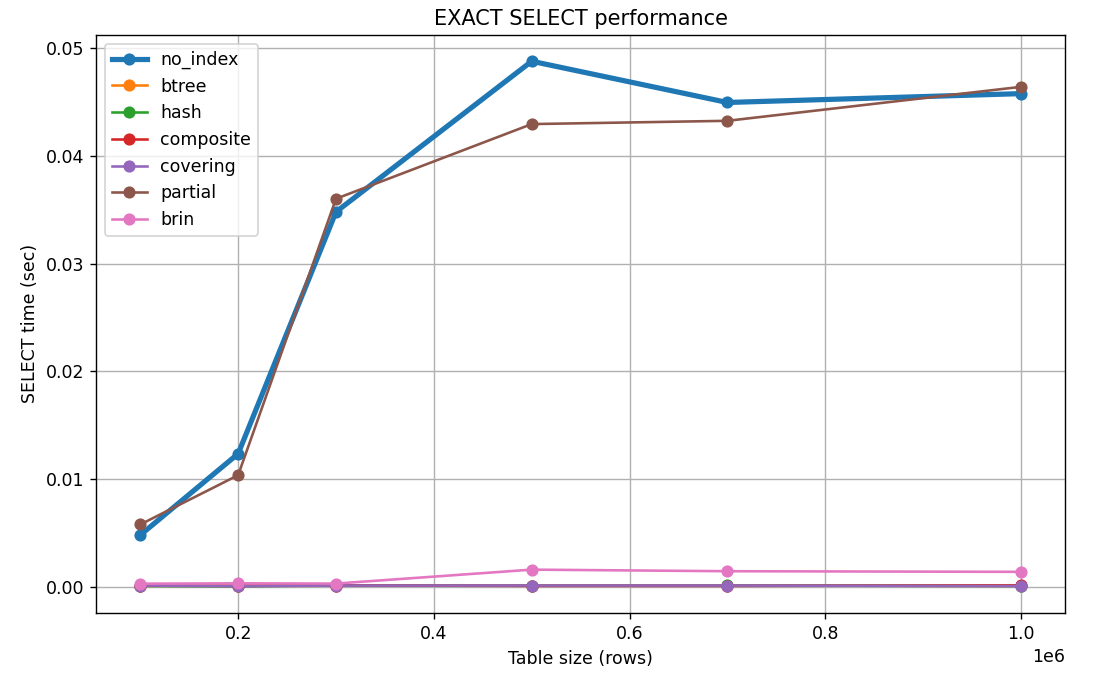 EXACT SELECT performance
no_index
btree
hash
composite
covering
partial
brin
0.05
0.04
0.03
0.02
0.01
0.00
SELECT time (sec)
0.2
0.4
0.6
0.8
1.0
1e6
Table size (rows)